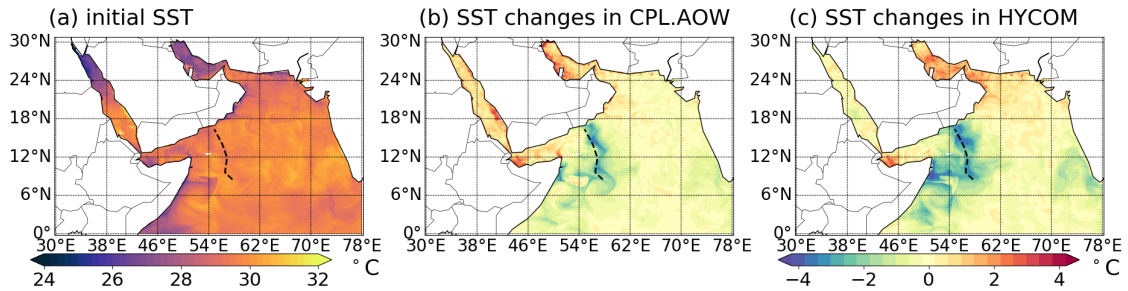 (a) initial SST
(b) SST changes in CPL.AOW
(c) SST changes in HYCOM
30°N
24°N
18°N
12°N
6°N
0°
30°E 38°E 46°E 54°E 62°E 70°E 78°E
30°N
24°N
18°N
12°N
6°N
0°
30°E 38°E 46°E 54°E 62°E 70°E 78°E
30°N
24°N
18°N
12°N
6°N
0°
30°E 38°E 46°E 54°E 62°E 70°E 78°E
24 26 28 30 32 °C
−4 −2 0 2 4 °C